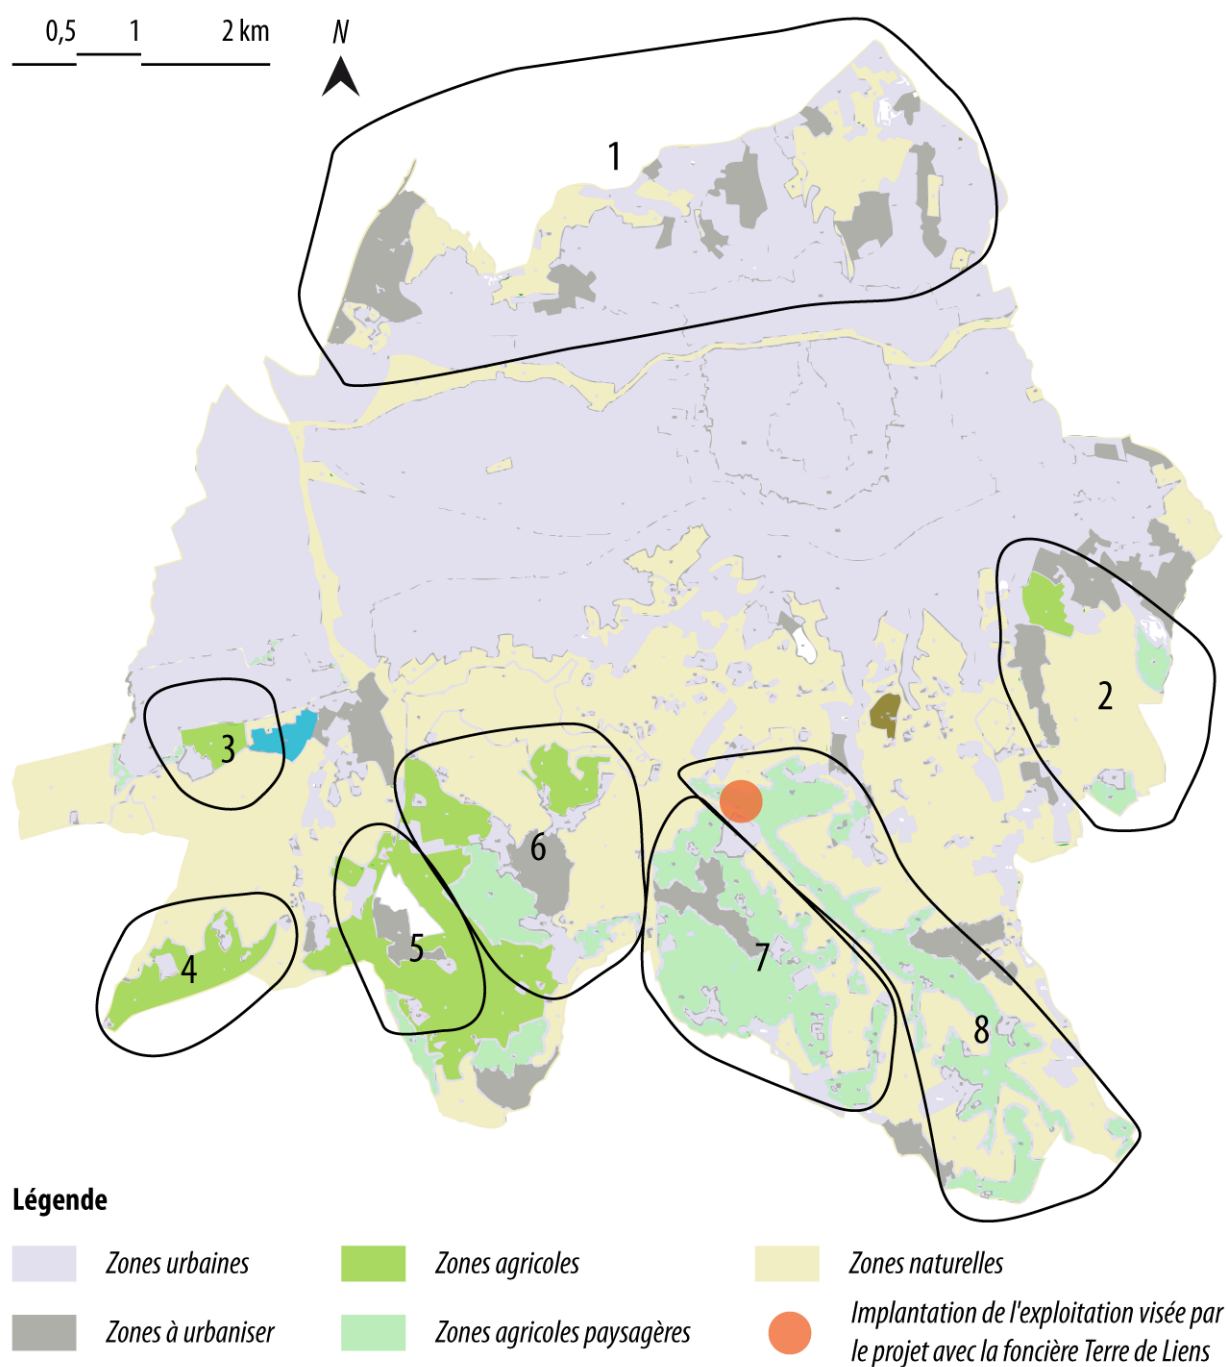 0,5 1 2 km
N
1
2
3
6
5
4
7
8
Légende
Zones urbaines
Zones agricoles
Zones naturelles
Zones à urbaniser
Zones agricoles paysagères
Implantation de l'exploitation visée par
le projet avec la foncière Terre de Liens